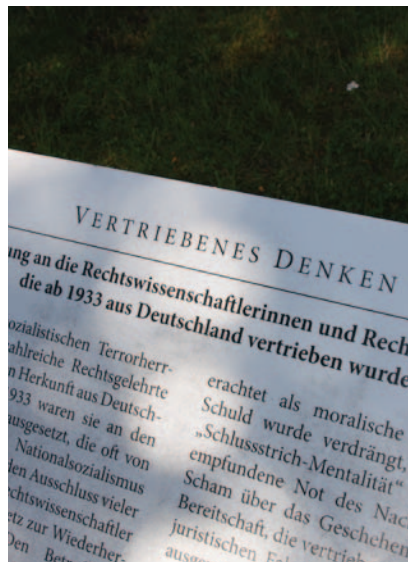 VERTRIEBENES DENKEN
ung an die Rechtswissenschaftlerinnen und Rech
die ab 1933 aus Deutschland vertrieben wurde
ozialistischen Terrorherr-
ahlreiche Rechtsgelehrte
n Herkunft aus Deutsch-
933 waren sie an den
ausgesetzt, die oft von
Nationalsozialismus
den Ausschluss vieler
chtswissenschaftler
etz zur Wiederher-
Den Betr
erachtet als moralische
Schuld wurde verdrängt,
„Schlussstrich-Mentalität“
empfundene Not des Nac
Scham über das Geschehen
Bereitschaft, die vertrieb
juristischen